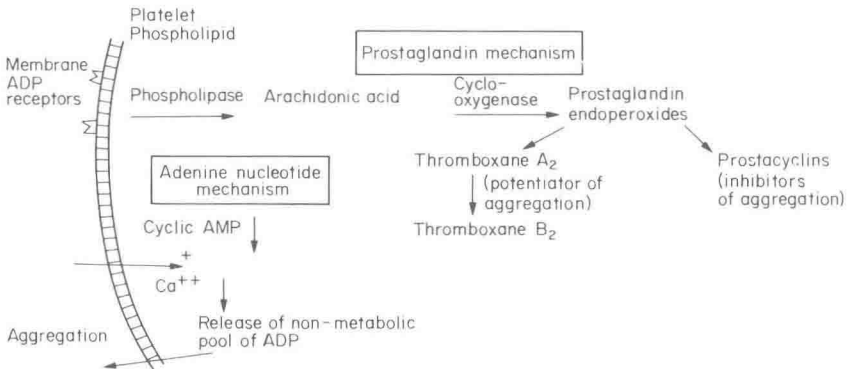 Platelet
Phospholipid
Membrane
ADP
receptors
Prostaglandin mechanism
Phospholipase
Arachidonic acid
Cyclo-
oxygenase
Prostaglandin
endoperoxides
Thromboxane A₂
(potentiator of
aggregation)
Thromboxane B₂
Prostacyclins
(inhibitors
of aggregation)
Adenine nucleotide
mechanism
Cyclic AMP
+
Ca⁺⁺
Release of non-metabolic
pool of ADP
Aggregation